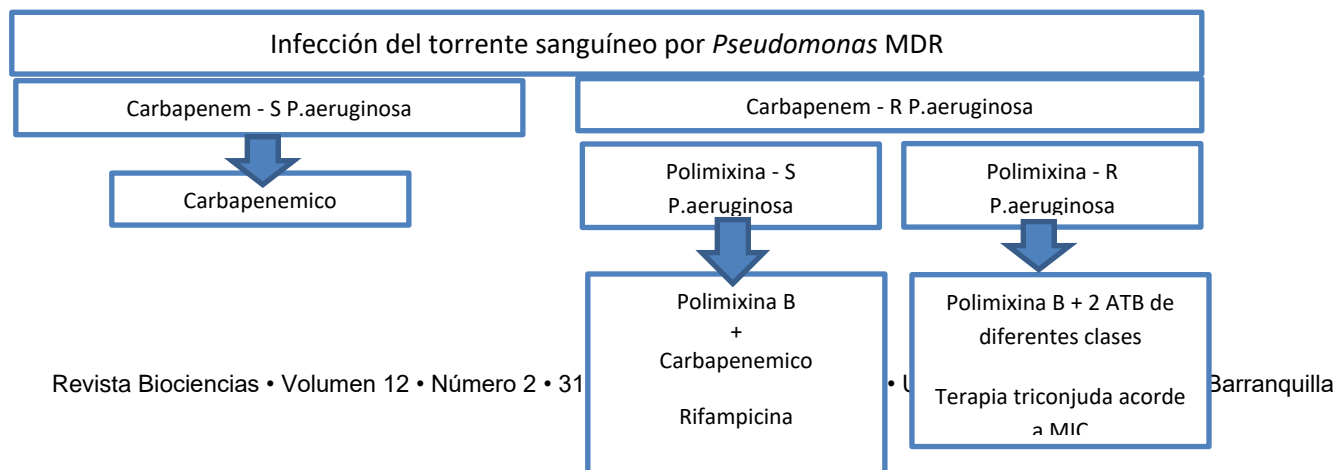 Infección del torrente sanguíneo por Pseudomonas MDR
Carbapenem - S P.aeruginosa
Carbapenem - R P.aeruginosa
Carbapenemico
Polimixina - S
P.aeruginosa
Polimixina - R
P.aeruginosa
Polimixina B
+
Carbapenemico
Rifampicina
Polimixina B + 2 ATB de
diferentes clases
Terapia triconjuda acorde
a MIC
Revista Biociencias • Volumen 12 • Número 2 • 31 • Barranquilla